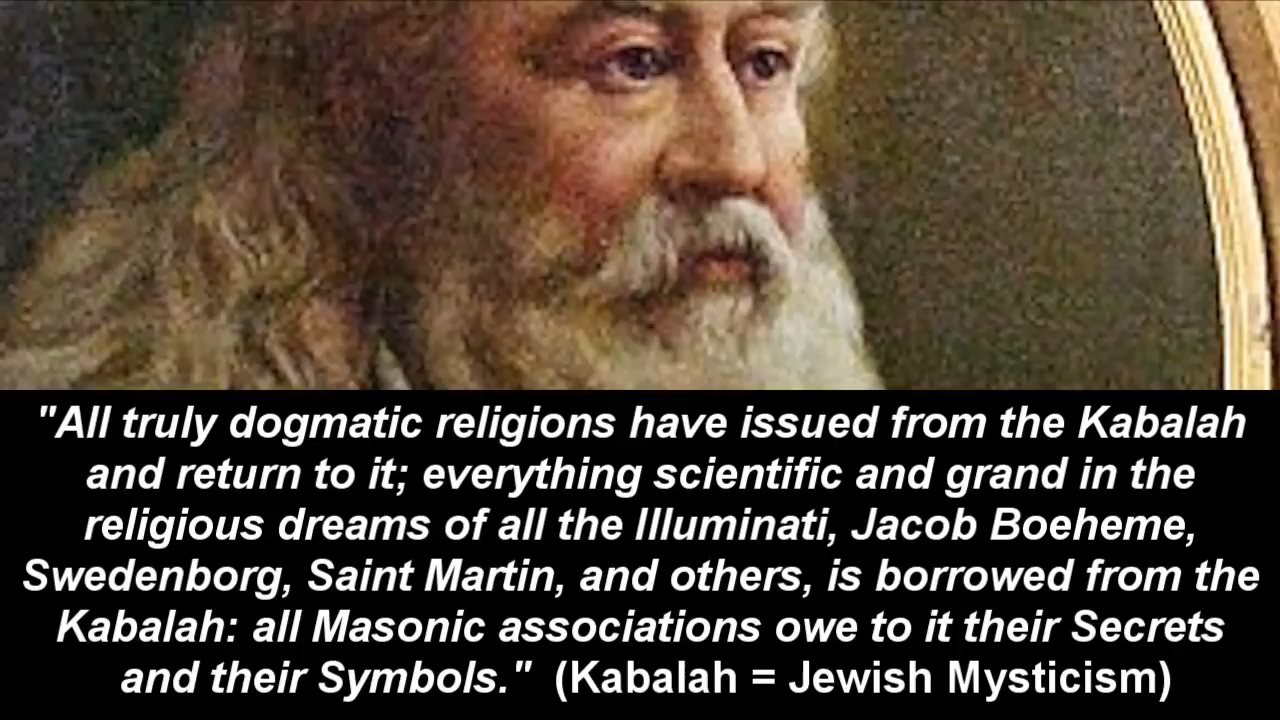 "All truly dogmatic religions have issued from the Kabalah
and return to it; everything scientific and grand in the
religious dreams of all the Illuminati, Jacob Boeheme,
Swedenborg, Saint Martin, and others, is borrowed from the
Kabalah: all Masonic associations owe to it their Secrets
and their Symbols." (Kabalah = Jewish Mysticism)